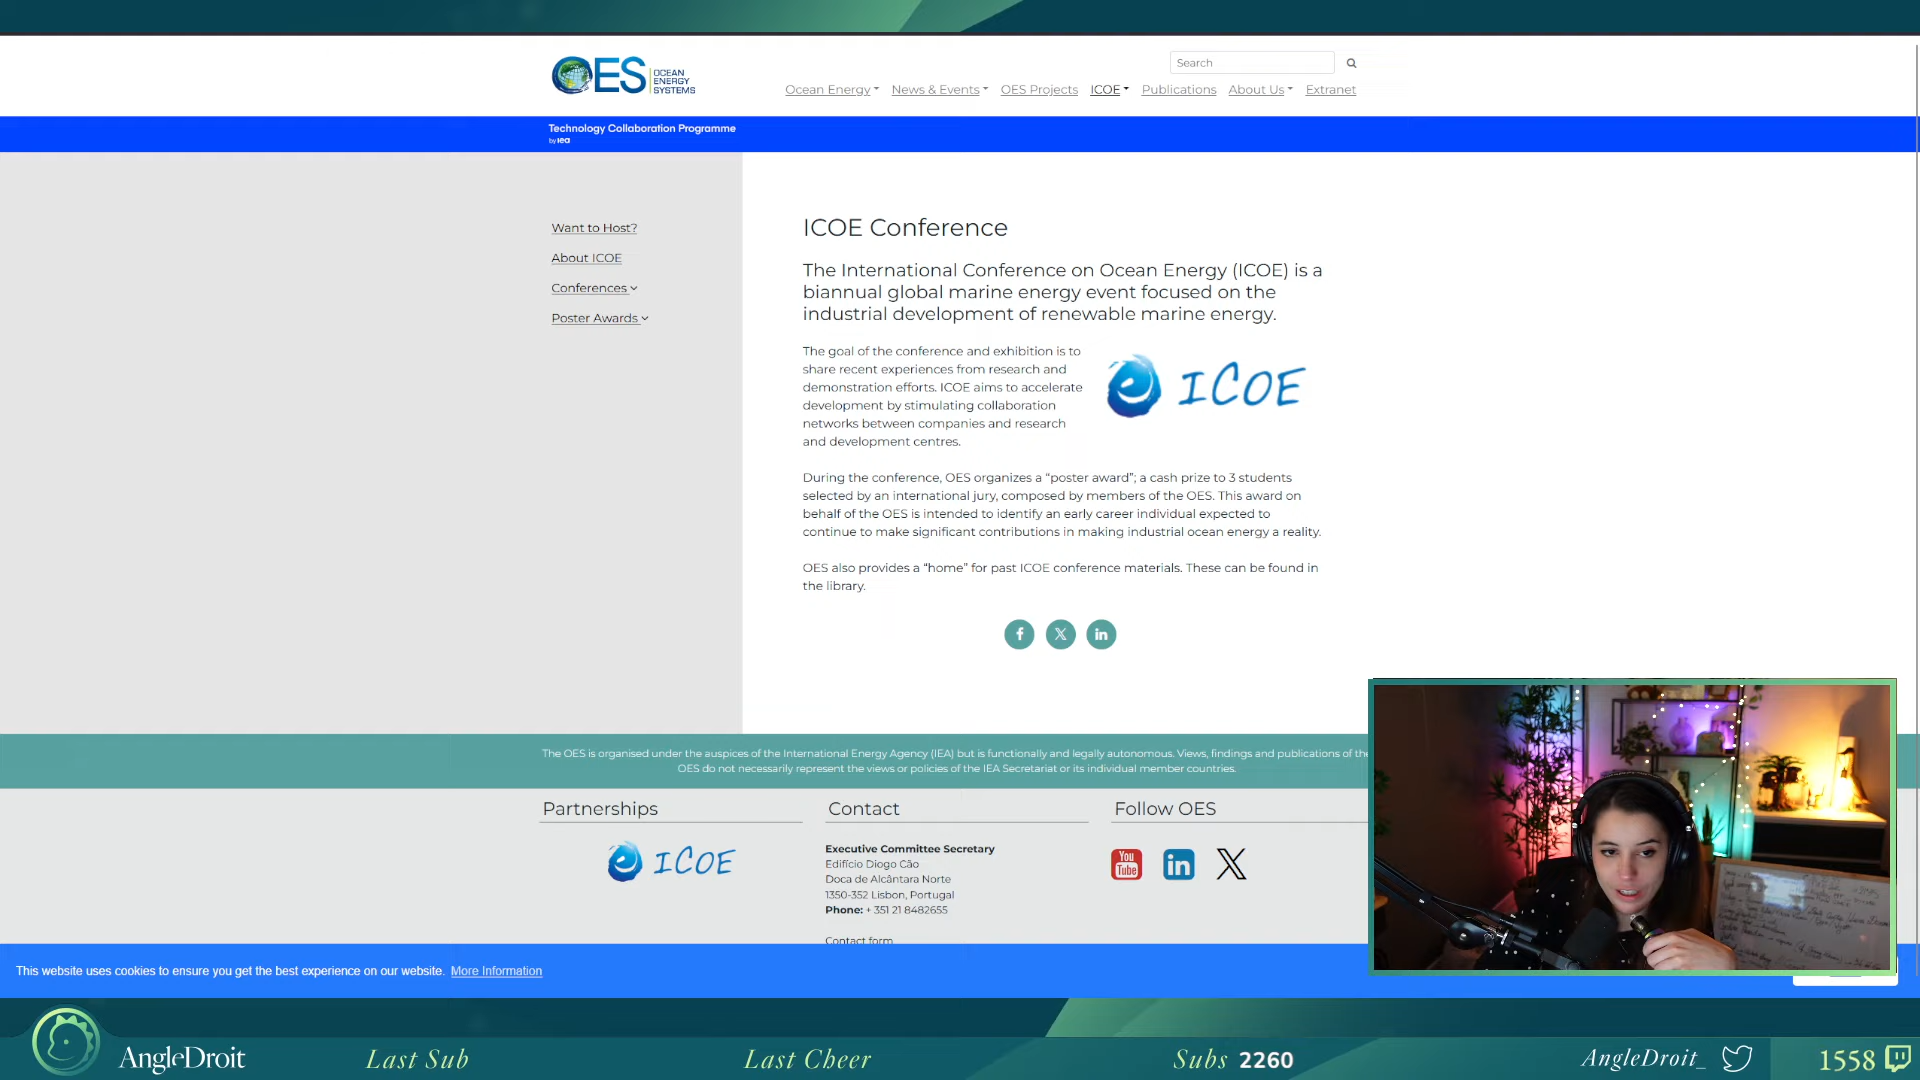 OES OCEAN ENERGY SYSTEMS
Search
Ocean Energy
News & Events
OES Projects
ICOE
Publications
About Us
Extranet
Technology Collaboration Programme
by iea
Want to Host?
About ICOE
Conferences
Poster Awards
ICOE Conference
The International Conference on Ocean Energy (ICOE) is a
biannual global marine energy event focused on the
industrial development of renewable marine energy.
The goal of the conference and exhibition is to
share recent experiences from research and
demonstration efforts. ICOE aims to accelerate
development by stimulating collaboration
networks between companies and research
and development centres.
ICOE
During the conference, OES organizes a “poster award”; a cash prize to 3 students
selected by an international jury, composed by members of the OES. This award on
behalf of the OES is intended to identify an early career individual expected to
continue to make significant contributions in making industrial ocean energy a reality.
OES also provides a “home” for past ICOE conference materials. These can be found in
the library.
The OES is organised under the auspices of the International Energy Agency (IEA) but is functionally and legally autonomous. Views, findings and publications of the
OES do not necessarily represent the views or policies of the IEA Secretariat or its individual member countries.
Partnerships
ICOE
Contact
Executive Committee Secretary
Edifício Diogo Cão
Doca de Alcântara Norte
1350-352 Lisbon, Portugal
Phone: + 351 21 8482655
Contact form
Follow OES
You Tube
in
X
This website uses cookies to ensure you get the best experience on our website. More Information
AngleDroit
Last Sub
Last Cheer
Subs 2260
AngleDroit_
1558